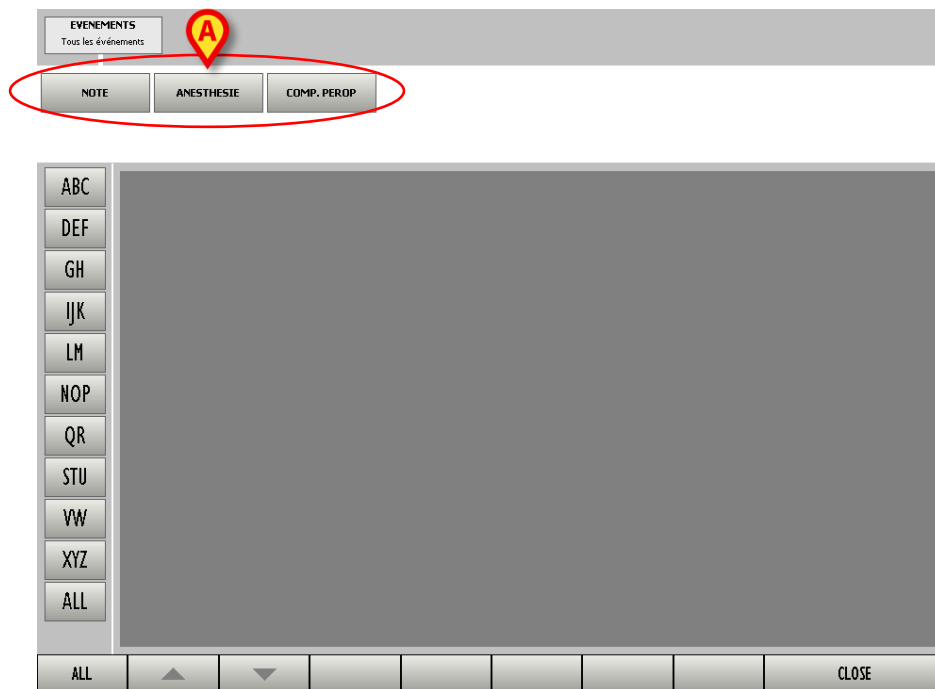 EVENEMENTS
Tous les événements
A
NOTE
ANESTHESIE
COMP. PEROP
ABC
DEF
GH
IJK
LM
NOP
QR
STU
VW
XYZ
ALL
ALL
CLOSE